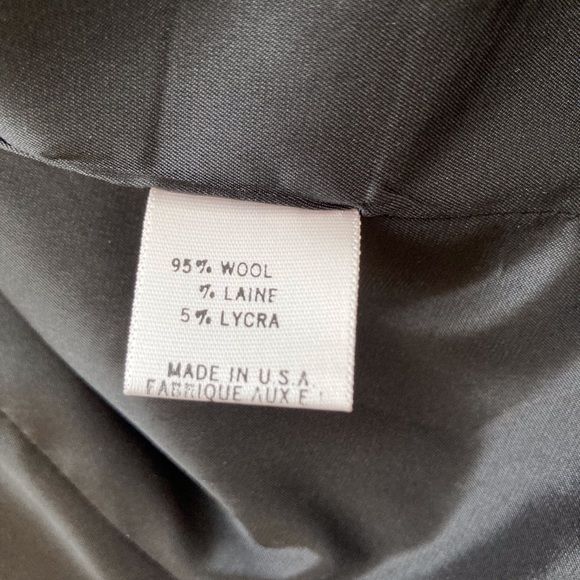 95% WOOL
% LAINE
5% LYCRA
MADE IN U.S.A.
FABRIQUE AUX E